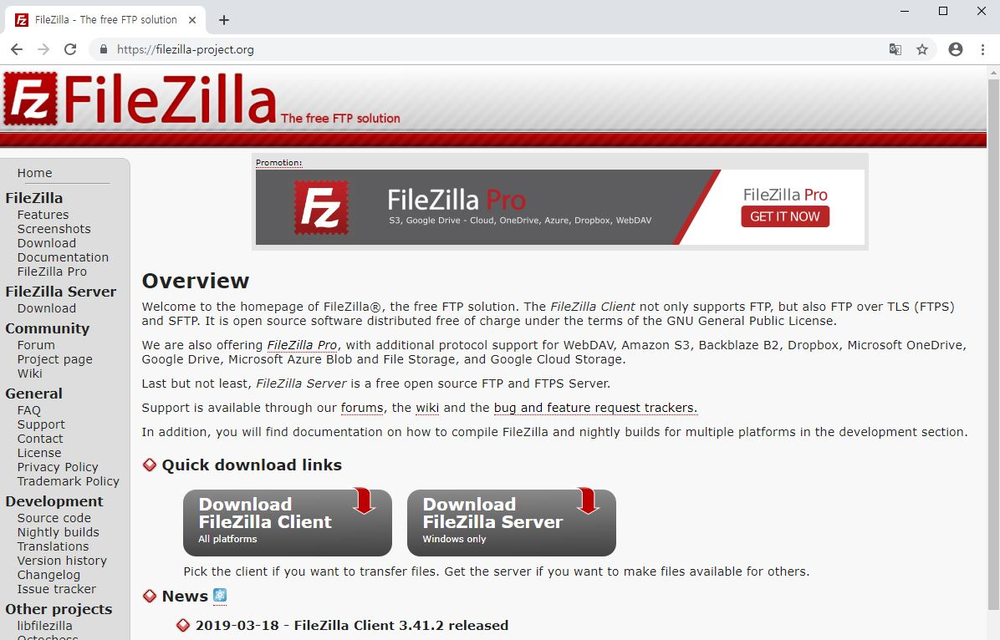 FileZilla - The free FTP solution
https://filezilla-project.org
Fz FileZilla The free FTP solution
Home
FileZilla
Features
Screenshots
Download
Documentation
FileZilla Pro
FileZilla Server
Download
Community
Forum
Project page
Wiki
General
FAQ
Support
Contact
License
Privacy Policy
Trademark Policy
Development
Source code
Nightly builds
Translations
Version history
Changelog
Issue tracker
Other projects
libfilezilla
Octochess
Promotion:
Fz
FileZilla Pro
S3, Google Drive - Cloud, OneDrive, Azure, Dropbox, WebDAV
FileZilla Pro
GET IT NOW
Overview
Welcome to the homepage of FileZilla®, the free FTP solution. The FileZilla Client not only supports FTP, but also FTP over TLS (FTPS)
and SFTP. It is open source software distributed free of charge under the terms of the GNU General Public License.
We are also offering FileZilla Pro, with additional protocol support for WebDAV, Amazon S3, Backblaze B2, Dropbox, Microsoft OneDrive,
Google Drive, Microsoft Azure Blob and File Storage, and Google Cloud Storage.
Last but not least, FileZilla Server is a free open source FTP and FTPS Server.
Support is available through our forums, the wiki and the bug and feature request trackers.
In addition, you will find documentation on how to compile FileZilla and nightly builds for multiple platforms in the development section.
Quick download links
Download
FileZilla Client
All platforms
Download
FileZilla Server
Windows only
Pick the client if you want to transfer files. Get the server if you want to make files available for others.
News
2019-03-18 - FileZilla Client 3.41.2 released